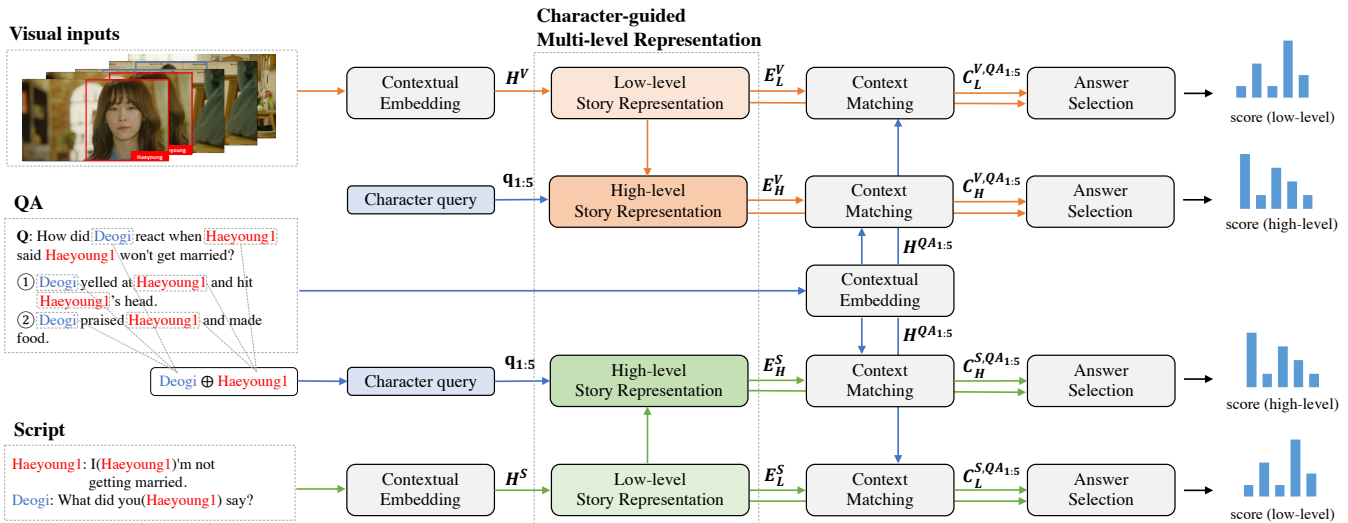 Character-guided
Multi-level Representation
Visual inputs
Haeyoung
young
Contextual
Embedding
H^V
Low-level
Story Representation
E_L^V
Context
Matching
C_L^{V,QA_{1:5}}
Answer
Selection
score (low-level)
Character query
q_{1:5}
High-level
Story Representation
E_H^V
Context
Matching
C_H^{V,QA_{1:5}}
Answer
Selection
score (high-level)
QA
Q: How did Deogi react when Haeyoung1
said Haeyoung1 won't get married?
① Deogi yelled at Haeyoung1 and hit
Haeyoung1's head.
② Deogi praised Haeyoung1 and made
food.
H^{QA_{1:5}}
Contextual
Embedding
H^{QA_{1:5}}
Deogi ⊕ Haeyoung1
Character query
q_{1:5}
High-level
Story Representation
E_H^S
Context
Matching
C_H^{S,QA_{1:5}}
Answer
Selection
score (high-level)
Script
Haeyoung1: I(Haeyoung1)'m not
getting married.
Deogi: What did you(Haeyoung1) say?
Contextual
Embedding
H^S
Low-level
Story Representation
E_L^S
Context
Matching
C_L^{S,QA_{1:5}}
Answer
Selection
score (low-level)